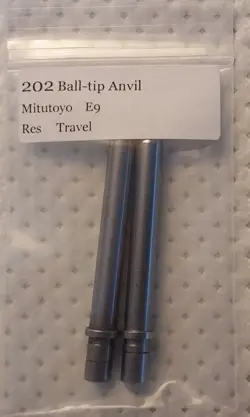 202 Ball-tip Anvil
Mitutoyo E9
Res Travel